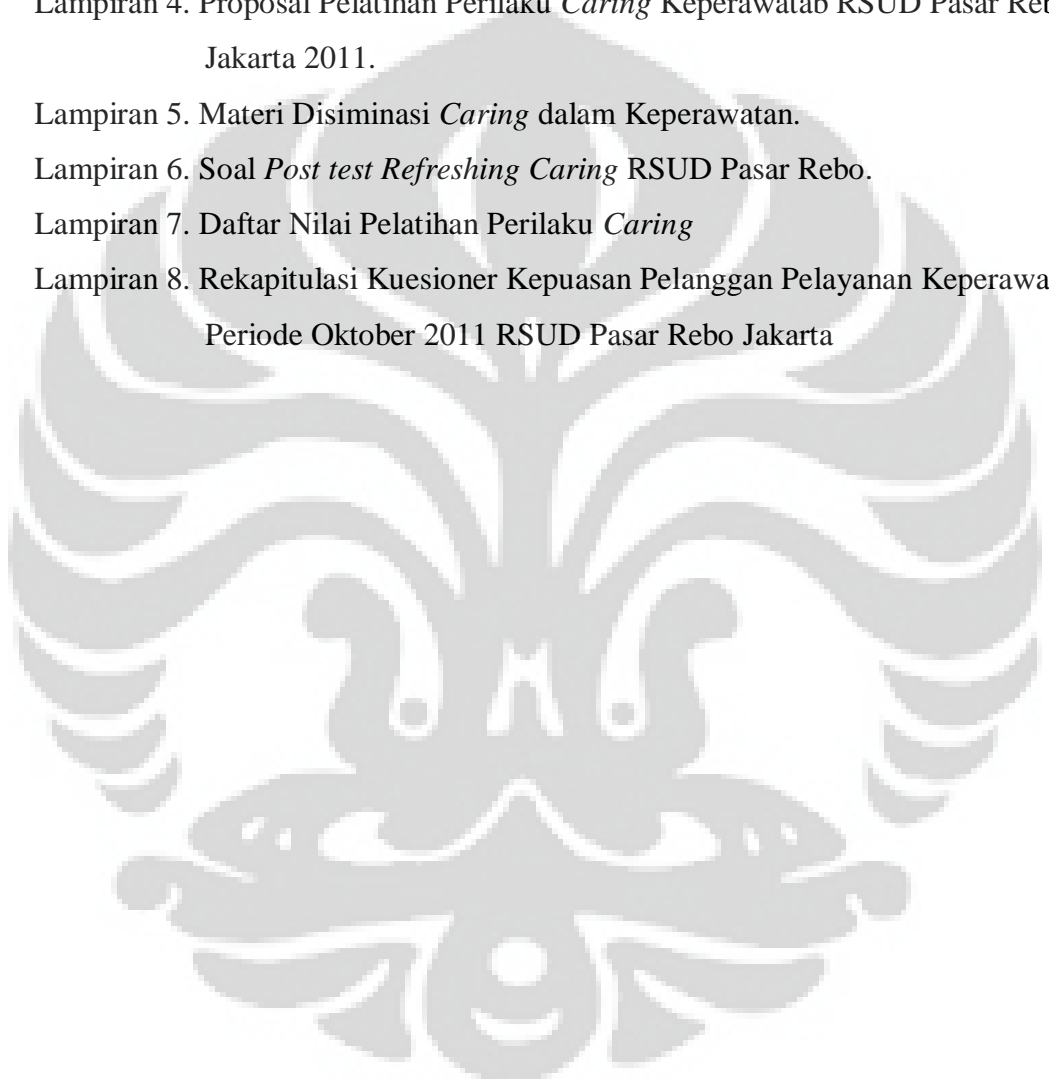 Lampiran 4. Proposal Pelatihan Perilaku Caring Keperawatab RSUD Pasar
Jakarta 2011.
Lampiran 5. Materi Disiminasi Caring dalam Keperawatan.
Lampiran 6. Soal Post test Refreshing Caring RSUD Pasar Rebo.
Lampiran 7. Daftar Nilai Pelatihan Perilaku Caring
Lampiran 8. Rekapitulasi Kuesioner Kepuasan Pelanggan Pelayanan
Periode Oktober 2011 RSUD Pasar Rebo Jakarta